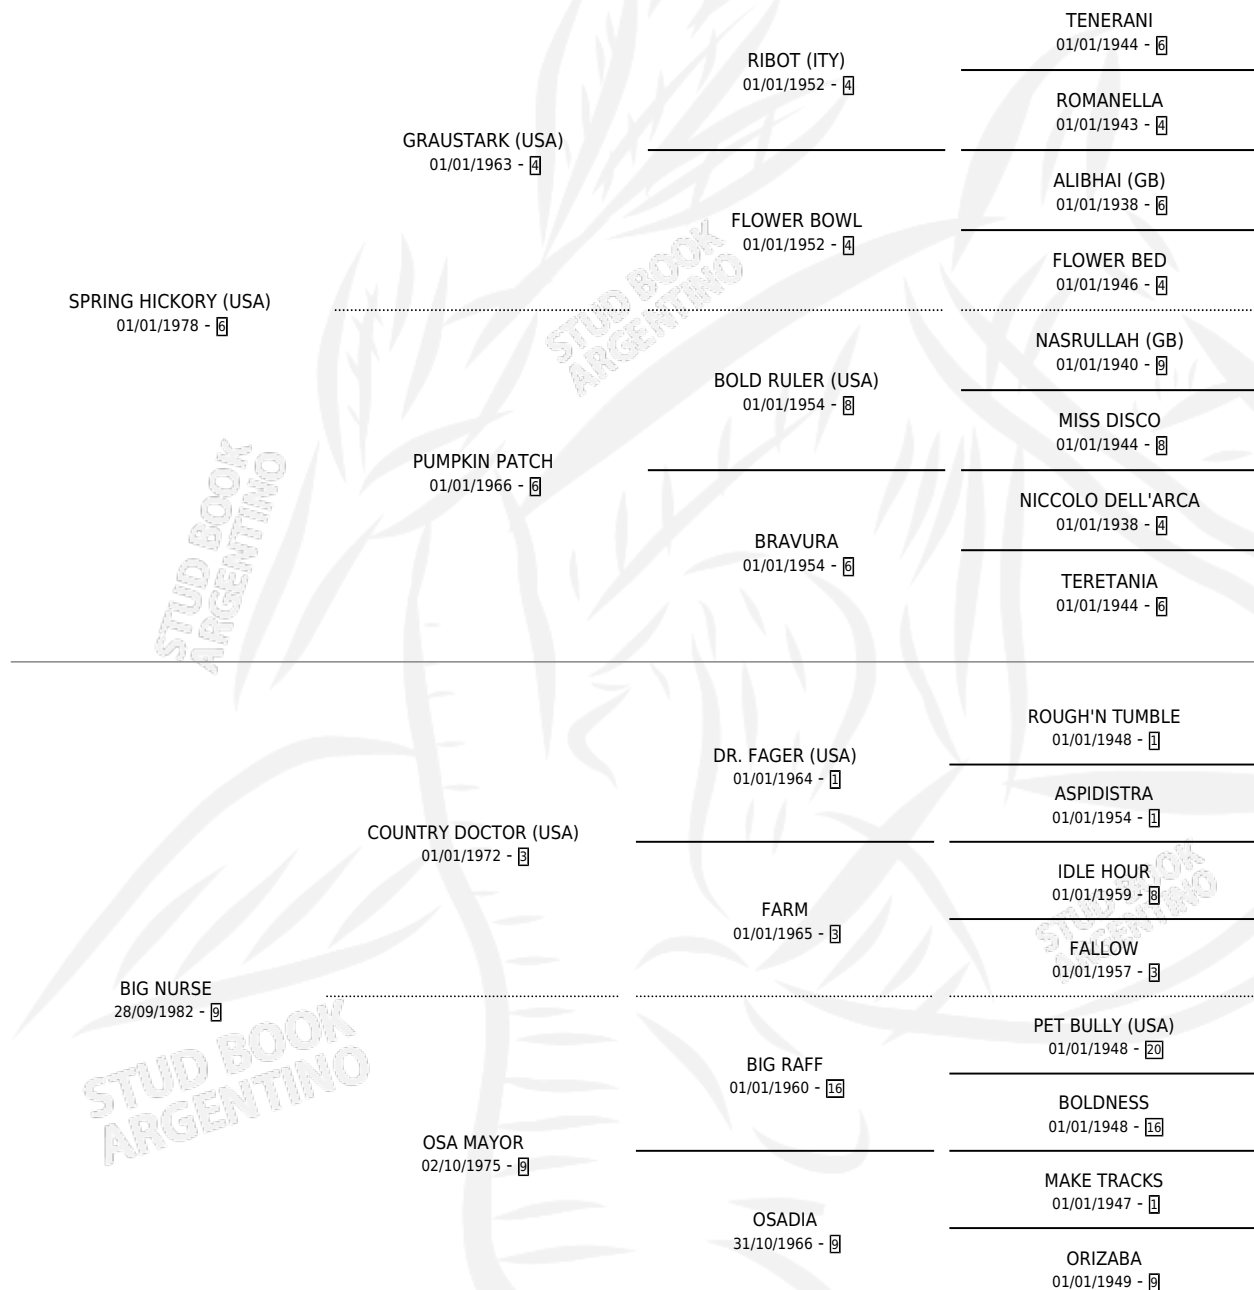 TENERANI
01/01/1944 - 6
RIBOT (ITY)
01/01/1952 - 4
ROMANELLA
01/01/1943 - 4
GRAUSTARK (USA)
01/01/1963 - 4
ALIBHAI (GB)
01/01/1938 - 6
FLOWER BOWL
01/01/1952 - 4
FLOWER BED
01/01/1946 - 4
SPRING HICKORY (USA)
01/01/1978 - 6
STUD BOOK
ARGENTINO
NASRULLAH (GB)
01/01/1940 - 9
BOLD RULER (USA)
01/01/1954 - 8
MISS DISCO
01/01/1944 - 8
PUMPKIN PATCH
01/01/1966 - 6
NICCOLO DELL'ARCA
01/01/1938 - 4
BRAVURA
01/01/1954 - 6
TERETANIA
01/01/1944 - 6
STUD BOOK
ARGENTINO
ROUGH'N TUMBLE
01/01/1948 - 1
DR. FAGER (USA)
01/01/1964 - 1
ASPIDISTRA
01/01/1954 - 1
COUNTRY DOCTOR (USA)
01/01/1972 - 3
IDLE HOUR
01/01/1959 - 8
FARM
01/01/1965 - 3
STUD BOOK
ARGENTINO
FALLOW
01/01/1957 - 3
BIG NURSE
28/09/1982 - 9
PET BULLY (USA)
01/01/1948 - 20
STUD BOOK
ARGENTINO
BIG RAFF
01/01/1960 - 16
BOLDNESS
01/01/1948 - 16
OSA MAYOR
02/10/1975 - 9
MAKE TRACKS
01/01/1947 - 1
OSADIA
31/10/1966 - 9
ORIZABA
01/01/1949 - 9